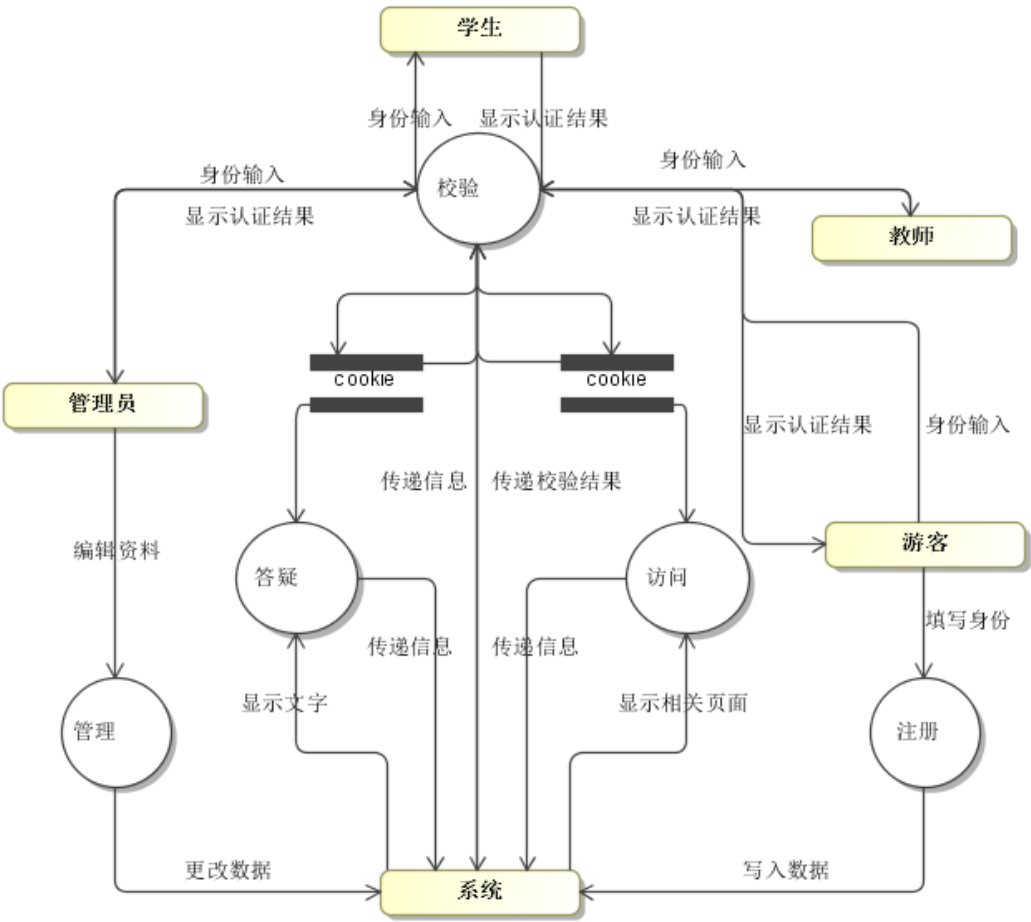 学生
身份输入
显示认证结果
身份输入
身份输入
校验
显示认证结果
显示认证结果
教师
cookie
cookie
管理员
显示认证结果
身份输入
传递信息
传递校验结果
游客
编辑资料
答疑
访问
填写身份
传递信息
传递信息
显示文字
显示相关页面
管理
注册
更改数据
写入数据
系统